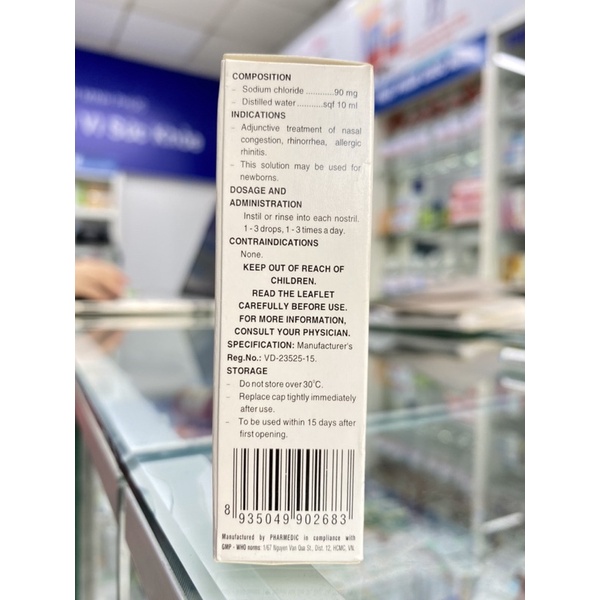 COMPOSITION
– Sodium chloride ............90 mg
– Distilled water...........sqf 10 ml
INDICATIONS
– Adjunctive treatment of nasal
congestion, rhinorrhea, allergic
rhinitis.
– This solution may be used for
newborns.
DOSAGE AND
ADMINISTRATION
Instil or rinse into each nostril.
1 - 3 drops, 1 - 3 times a day.
CONTRAINDICATIONS
None.
KEEP OUT OF REACH OF
CHILDREN.
READ THE LEAFLET
CAREFULLY BEFORE USE.
FOR MORE INFORMATION,
CONSULT YOUR PHYSICIAN.
SPECIFICATION: Manufacturer's
Reg.No.: VD-23525-15.
STORAGE
– Do not store over 30°C.
– Replace cap tightly immediately
after use.
– To be used within 15 days after
first opening.
8 935049 902683
Manufactured by PHARMEDIC in compliance with
GMP - WHO norms: 1/67 Nguyen Van Qua St., Dist. 12, HCMC, VN.